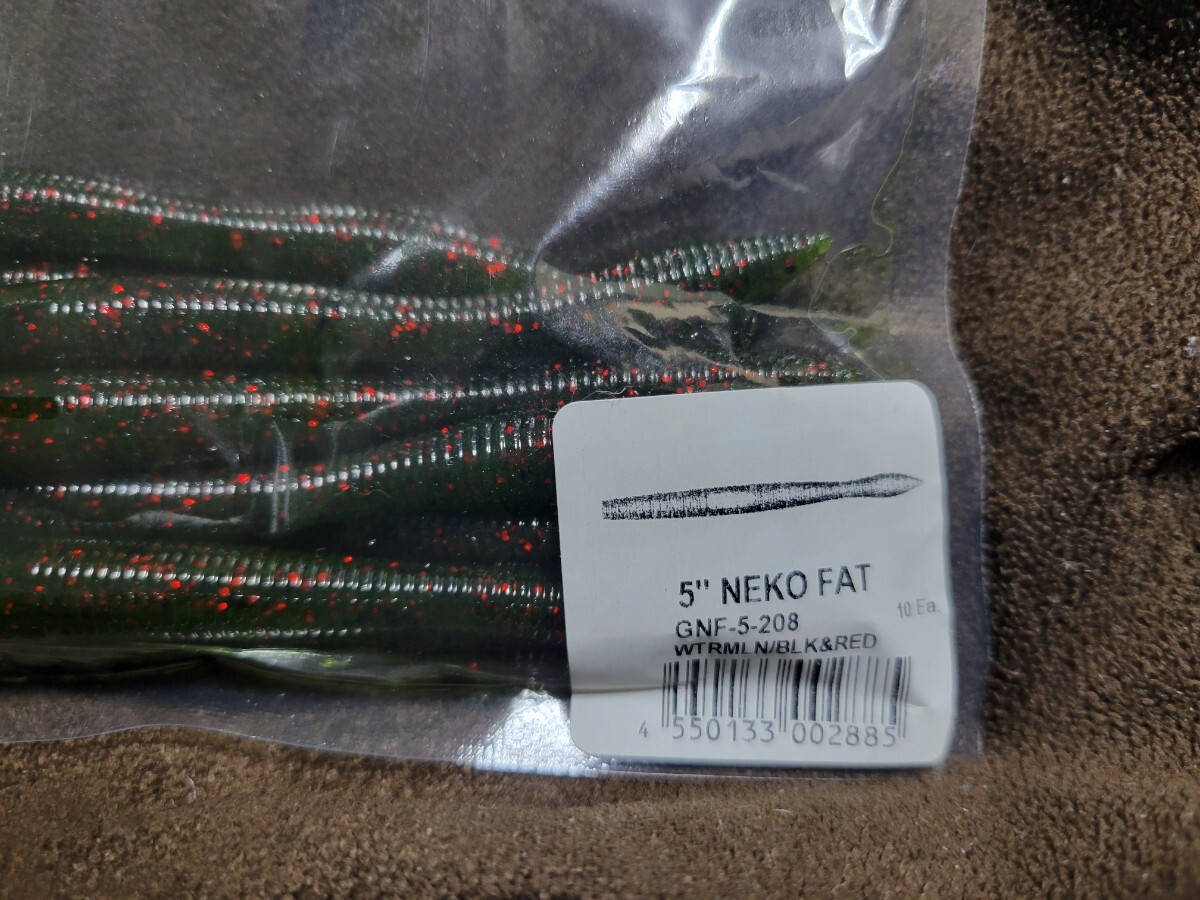 5" NEKO FAT
GNF-5-208
10 Ea.
WTRMLN/BLK&RED
4 550133 002885